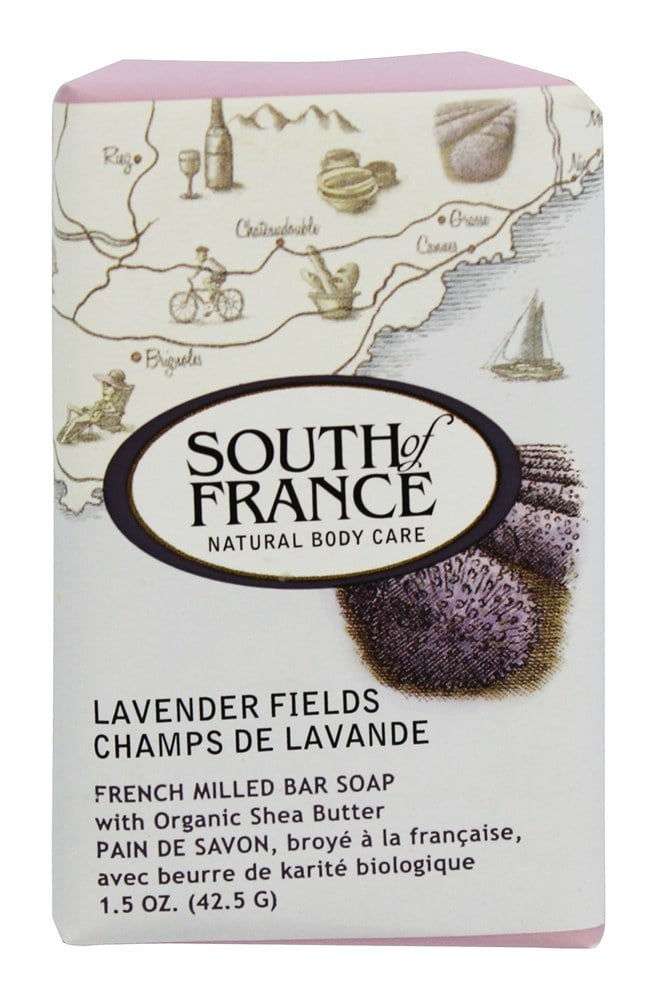 Riez
Chateaudouble
Grasse
Cannes
Brignoles
SOUTH of
FRANCE
NATURAL BODY CARE
LAVENDER FIELDS
CHAMPS DE LAVANDE
FRENCH MILLED BAR SOAP
with Organic Shea Butter
PAIN DE SAVON, broyé à la française,
avec beurre de karité biologique
1.5 OZ. (42.5 G)